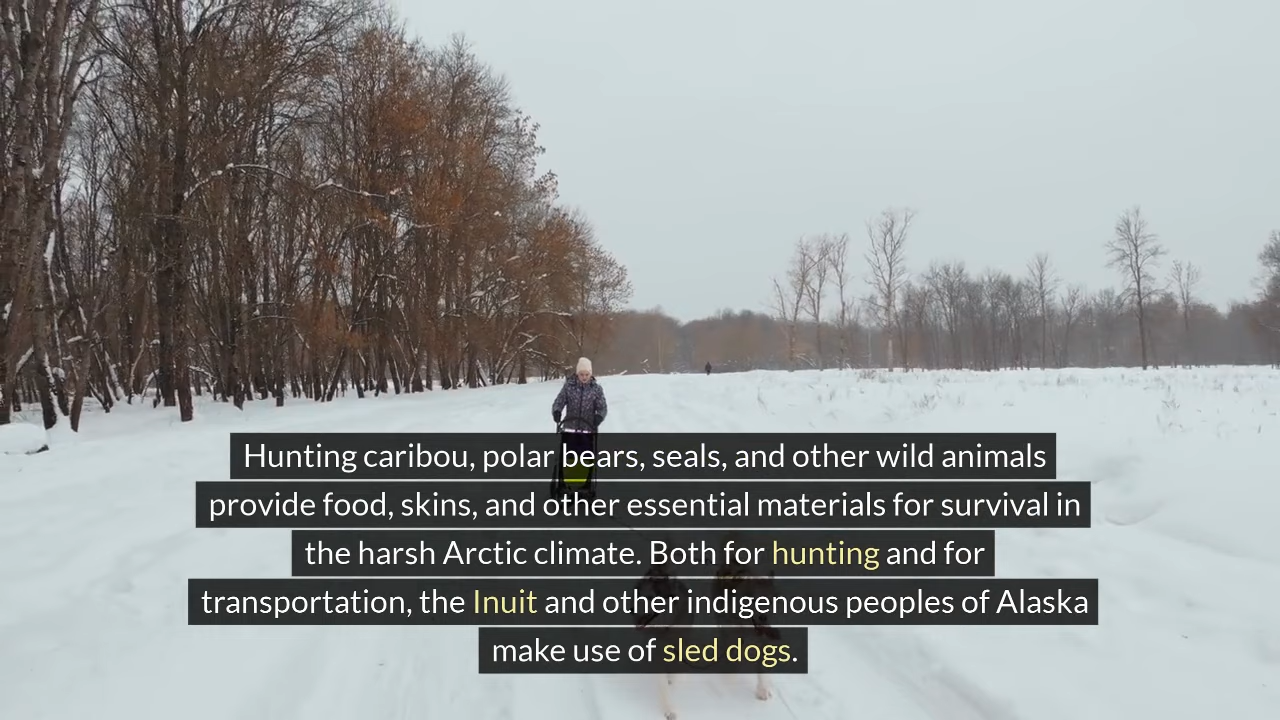 Hunting caribou, polar bears, seals, and other wild animals
provide food, skins, and other essential materials for survival in
the harsh Arctic climate. Both for hunting and for
transportation, the Inuit and other indigenous peoples of Alaska
make use of sled dogs.